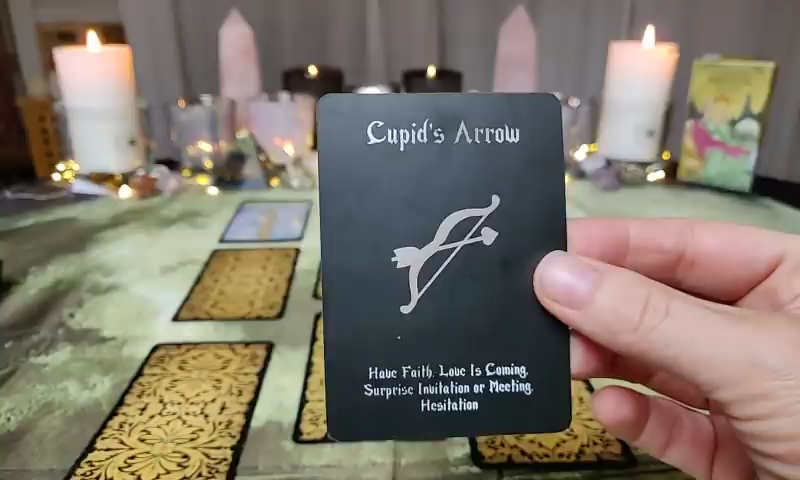 Cupid's Arrow
Have Faith, Love Is Coming,
Surprise Invitation or Meeting,
Hesitation